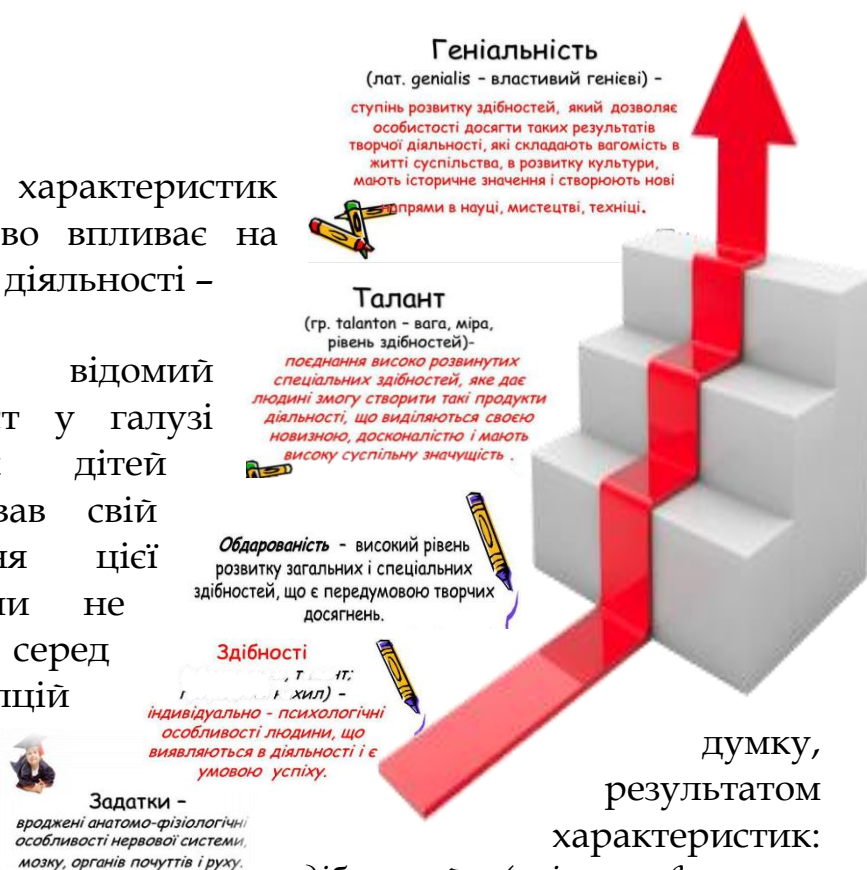 Геніальність
(лат. genialis – властивий генієві) –
ступінь розвитку здібностей, який дозволяє
особистості досягти таких результатів
творчої діяльності, які складають вагомість в
житті суспільства, в розвитку культури,
мають історичне значення і створюють нові
напрями в науці, мистецтві, техніці.
характеристик
во впливає на
діяльності –
Талант
(гр. talanton – вага, міра,
рівень здібностей)-
поєднання високо розвинутих
спеціальних здібностей, яке дає
людині змогу створити такі продукти
діяльності, що виділяються своєю
новизною, досконалістю і мають
високу суспільну значущість .
відомий
ст у галузі
дітей
вав свій
ня цієї
ли не
серед
пцій
Обдарованість – високий рівень
розвитку загальних і спеціальних
здібностей, що є передумовою творчих
досягнень.
Здібності
хил) –
індивідуально - психологічні
особливості людини, що
виявляються в діяльності і є
умовою успіху.
Задатки –
вроджені анатомо-фізіологічні
особливості нервової системи,
мозку, органів почуттів і руху.
думку,
результатом
характеристик: